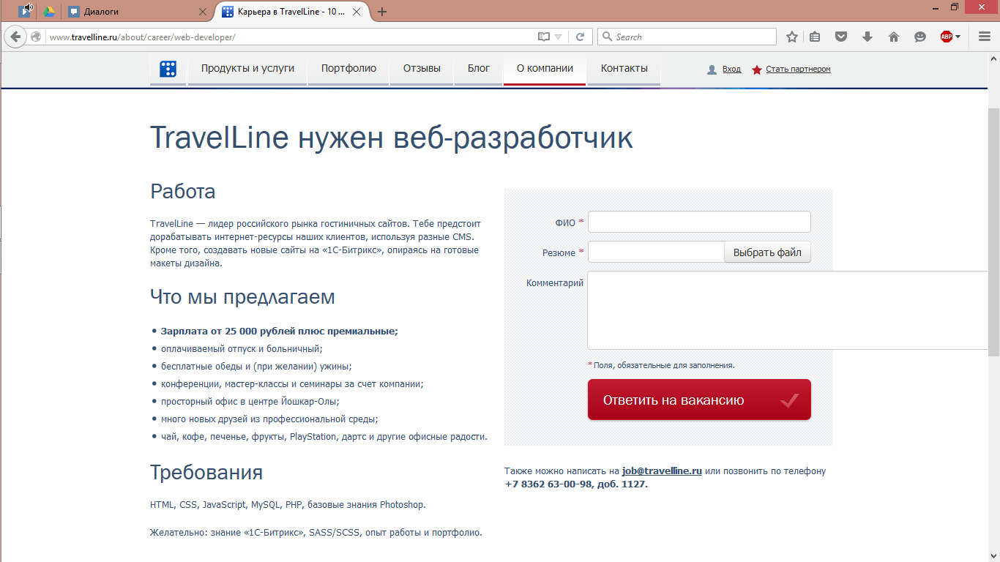 Диалоги
Карьера в TravelLine - 10 ...
www.travelline.ru/about/career/web-developer/
Search
ABP
Продукты и услуги
Портфолио
Отзывы
Блог
О компании
Контакты
Вход
Стать партнером
TravelLine нужен веб-разработчик
Работа
TravelLine — лидер российского рынка гостиничных сайтов. Тебе предстоит
дорабатывать интернет-ресурсы наших клиентов, используя разные CMS.
Кроме того, создавать новые сайты на «1С-Битрикс», опираясь на готовые
макеты дизайна.
Что мы предлагаем
• Зарплата от 25 000 рублей плюс премиальные;
• оплачиваемый отпуск и больничный;
• бесплатные обеды и (при желании) ужины;
• конференции, мастер-классы и семинары за счет компании;
• просторный офис в центре Йошкар-Олы;
• много новых друзей из профессиональной среды;
• чай, кофе, печенье, фрукты, PlayStation, дартс и другие офисные радости.
Требования
HTML, CSS, JavaScript, MySQL, PHP, базовые знания Photoshop.
Желательно: знание «1С-Битрикс», SASS/SCSS, опыт работы и портфолио.
ФИО *
Резюме *
Выбрать файл
Комментарий
* Поля, обязательные для заполнения.
Ответить на вакансию
Также можно написать на job@travelline.ru или позвонить по телефону
+7 8362 63-00-98, доб. 1127.